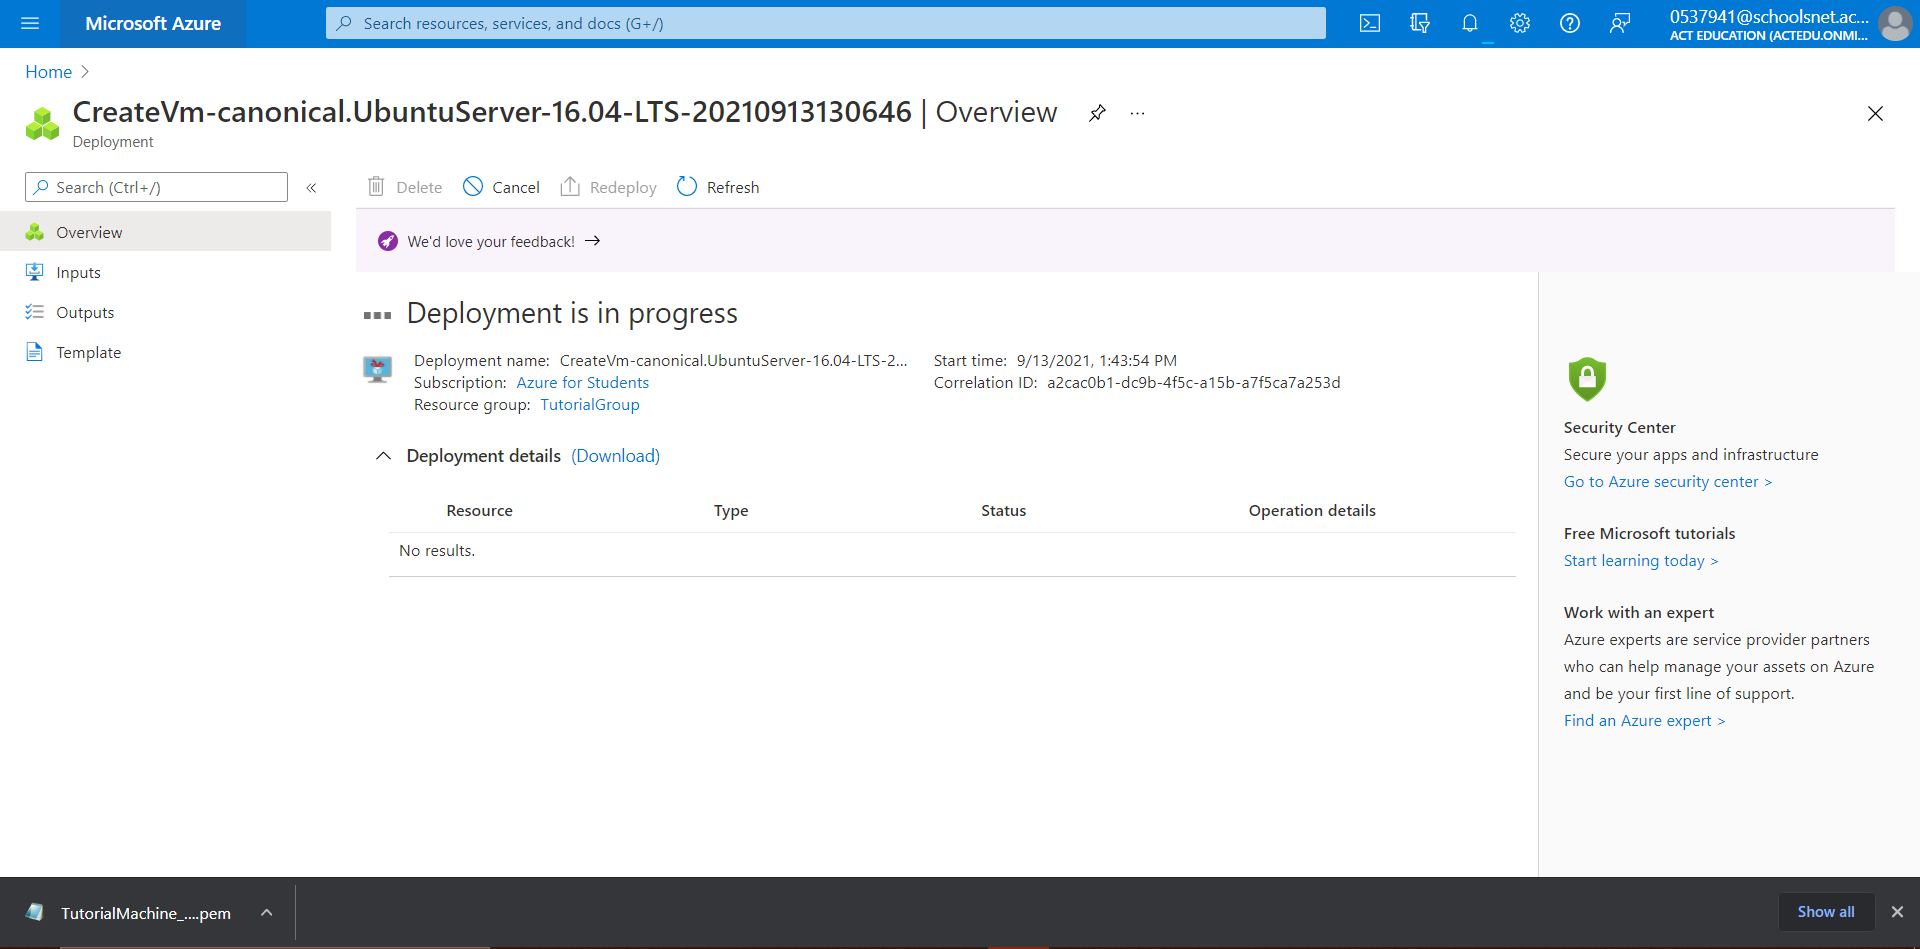 Microsoft Azure
Search resources, services, and docs (G+/)
0537941@schoolsnet.ac...
ACT EDUCATION (ACTEDU.ONMI...
Home
CreateVm-canonical.UbuntuServer-16.04-LTS-20210913130646 | Overview
Deployment
Search (Ctrl+/)
Overview
Inputs
Outputs
Template
Delete
Cancel
Redeploy
Refresh
We'd love your feedback! →
Deployment is in progress
Deployment name: CreateVm-canonical.UbuntuServer-16.04-LTS-2...
Subscription: Azure for Students
Resource group: TutorialGroup
Start time: 9/13/2021, 1:43:54 PM
Correlation ID: a2cac0b1-dc9b-4f5c-a15b-a7f5ca7a253d
Deployment details (Download)
Resource Type Status Operation details
No results.
Security Center
Secure your apps and infrastructure
Go to Azure security center >
Free Microsoft tutorials
Start learning today >
Work with an expert
Azure experts are service provider partners
who can help manage your assets on Azure
and be your first line of support.
Find an Azure expert >
TutorialMachine_....pem
Show all